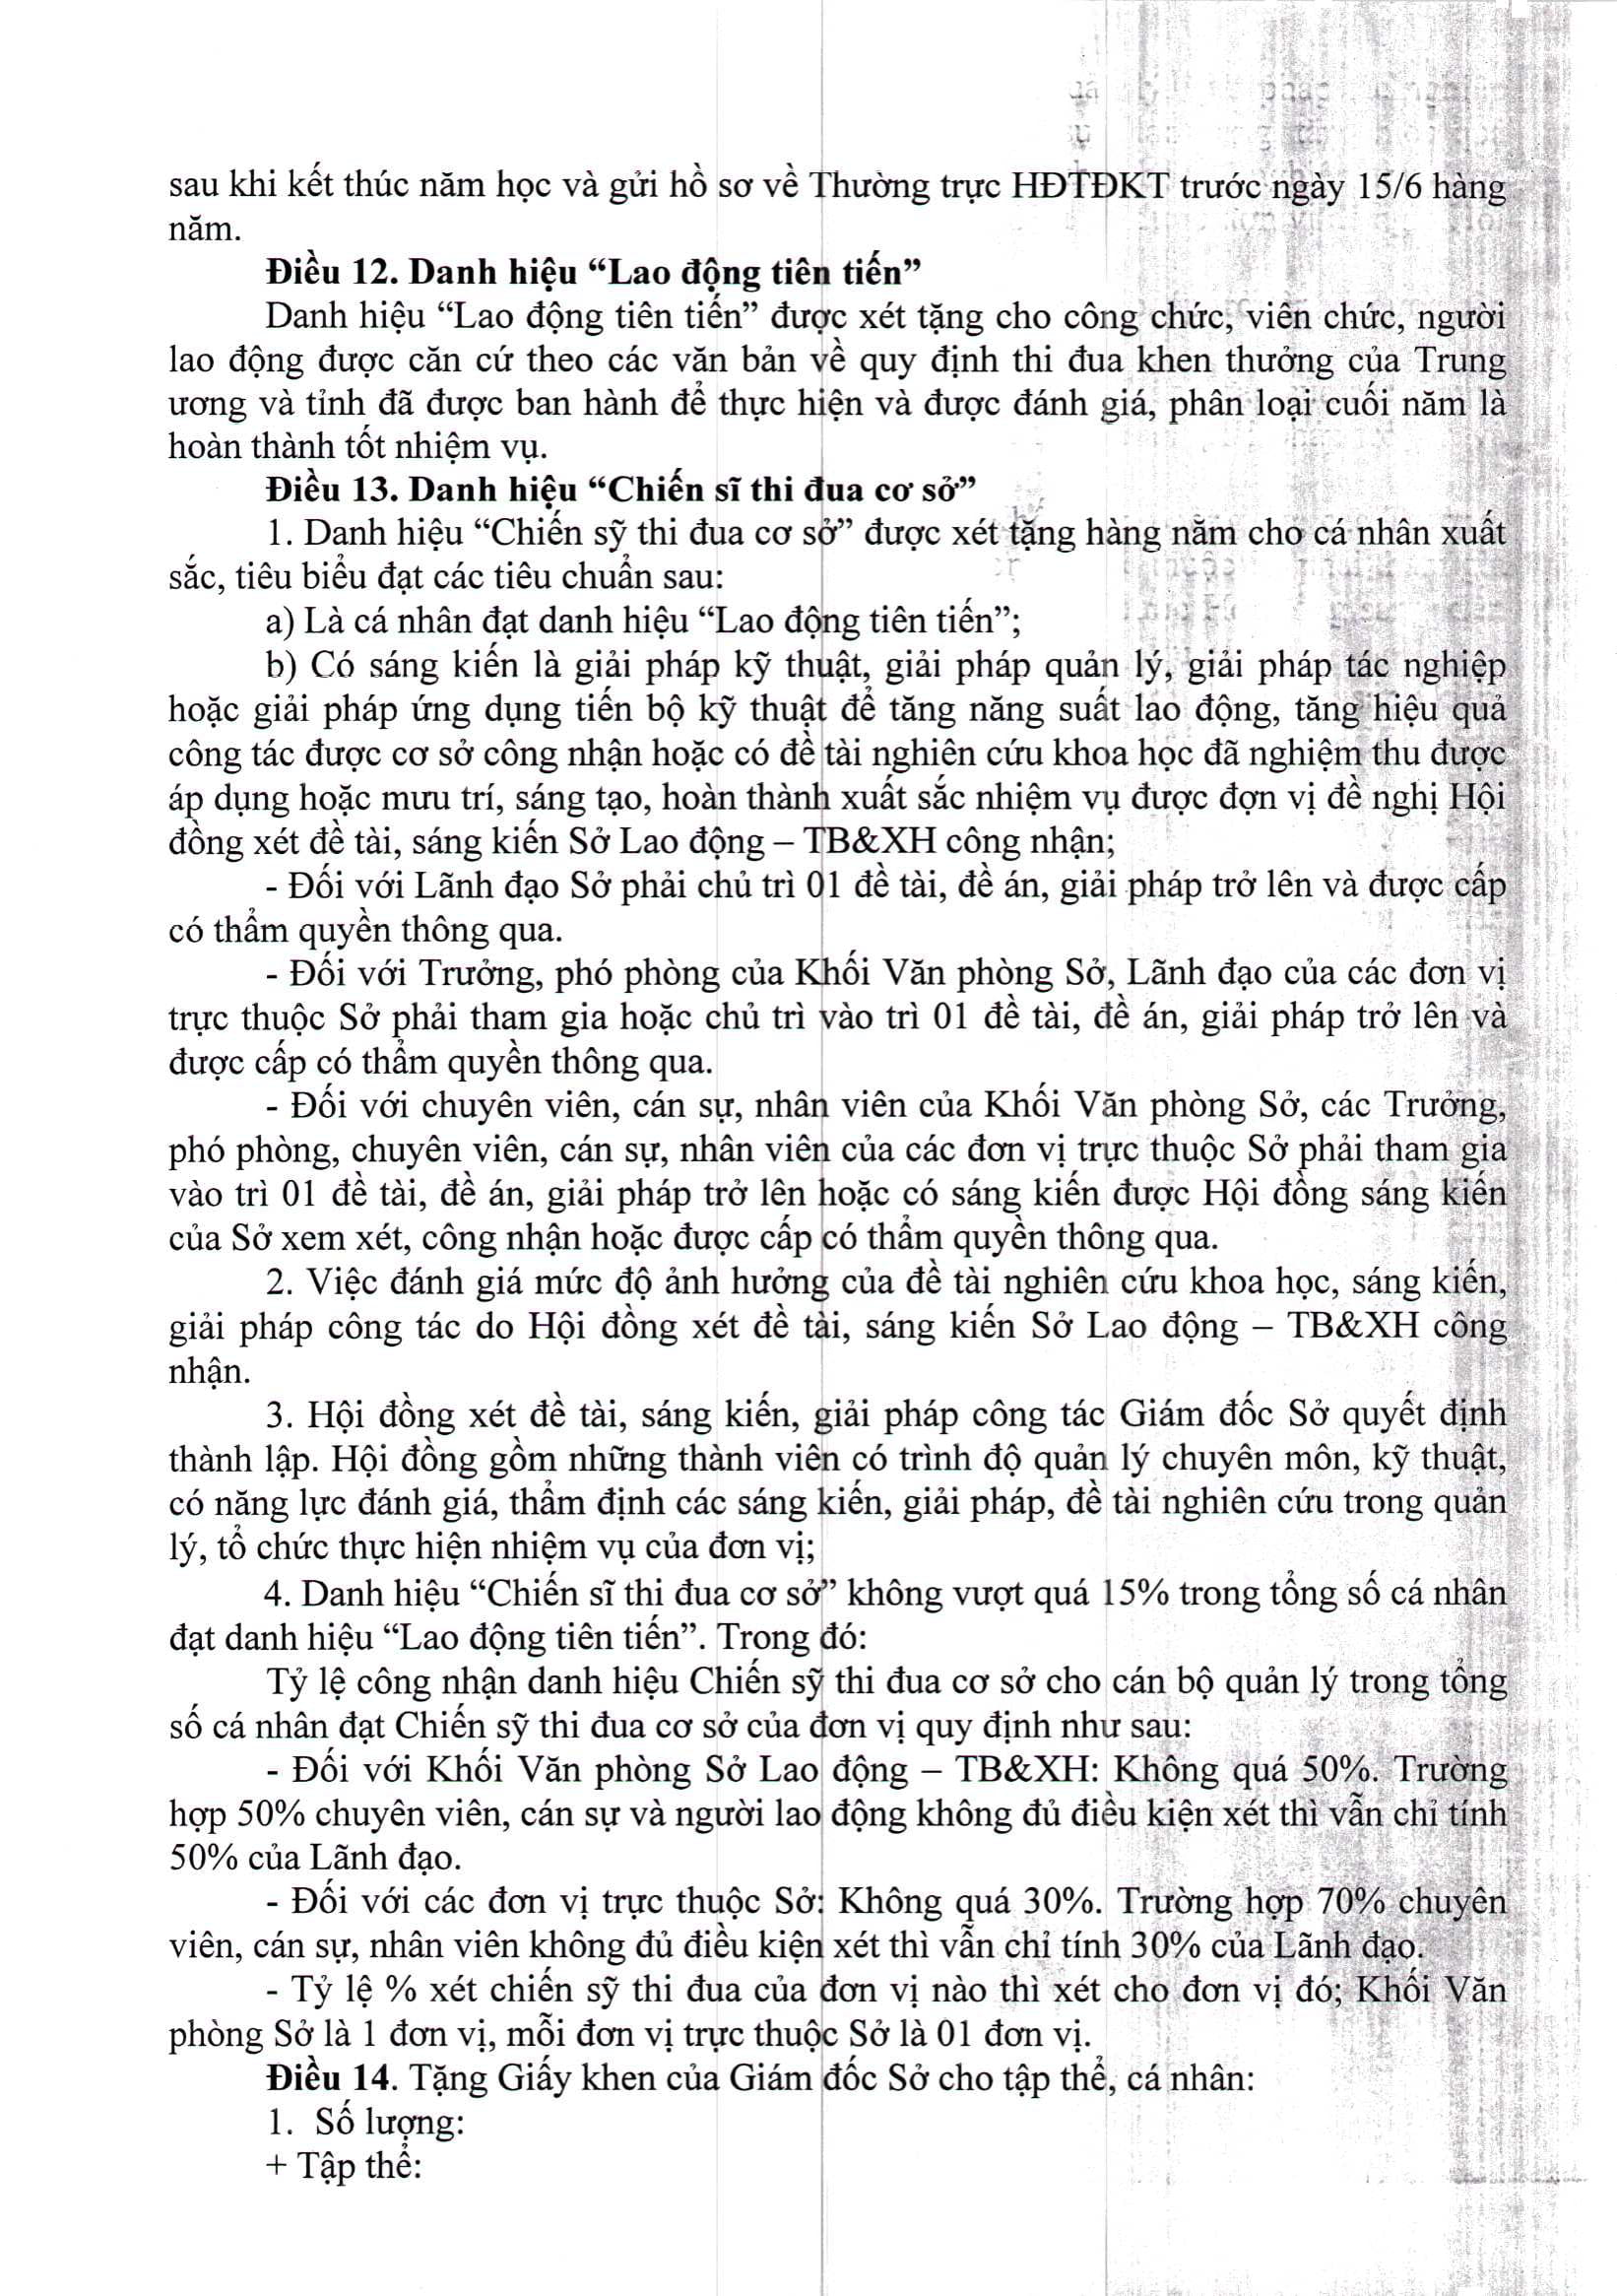 sau khi kết thúc năm học và gửi hồ sơ về Thường trực HĐTĐKT trước ngày 15/6 hàng
năm.
Điều 12. Danh hiệu “Lao động tiên tiến”
Danh hiệu “Lao động tiên tiến” được xét tặng cho công chức, viên chức, người
lao động được căn cứ theo các văn bản về quy định thi đua khen thưởng của Trung
ương và tỉnh đã được ban hành để thực hiện và được đánh giá, phân loại cuối năm là
hoàn thành tốt nhiệm vụ.
Điều 13. Danh hiệu “Chiến sĩ thi đua cơ sở”
1. Danh hiệu “Chiến sỹ thi đua cơ sở” được xét tặng hàng năm cho cá nhân xuất
sắc, tiêu biểu đạt các tiêu chuẩn sau:
a) Là cá nhân đạt danh hiệu “Lao động tiên tiến”;
b) Có sáng kiến là giải pháp kỹ thuật, giải pháp quản lý, giải pháp tác nghiệp
hoặc giải pháp ứng dụng tiến bộ kỹ thuật để tăng năng suất lao động, tăng hiệu quả
công tác được cơ sở công nhận hoặc có đề tài nghiên cứu khoa học đã nghiệm thu được
áp dụng hoặc mưu trí, sáng tạo, hoàn thành xuất sắc nhiệm vụ được đơn vị đề nghị Hội
đồng xét đề tài, sáng kiến Sở Lao động – TB&XH công nhận;
- Đối với Lãnh đạo Sở phải chủ trì 01 đề tài, đề án, giải pháp trở lên và được cấp
có thẩm quyền thông qua.
- Đối với Trưởng, phó phòng của Khối Văn phòng Sở, Lãnh đạo của các đơn vị
trực thuộc Sở phải tham gia hoặc chủ trì vào trì 01 đề tài, đề án, giải pháp trở lên và
được cấp có thẩm quyền thông qua.
- Đối với chuyên viên, cán sự, nhân viên của Khối Văn phòng Sở, các Trưởng,
phó phòng, chuyên viên, cán sự, nhân viên của các đơn vị trực thuộc Sở phải tham gia
vào trì 01 đề tài, đề án, giải pháp trở lên hoặc có sáng kiến được Hội đồng sáng kiến
của Sở xem xét, công nhận hoặc được cấp có thẩm quyền thông qua.
2. Việc đánh giá mức độ ảnh hưởng của đề tài nghiên cứu khoa học, sáng kiến,
giải pháp công tác do Hội đồng xét đề tài, sáng kiến Sở Lao động – TB&XH công
nhận.
3. Hội đồng xét đề tài, sáng kiến, giải pháp công tác Giám đốc Sở quyết định
thành lập. Hội đồng gồm những thành viên có trình độ quản lý chuyên môn, kỹ thuật,
có năng lực đánh giá, thẩm định các sáng kiến, giải pháp, đề tài nghiên cứu trong quản
lý, tổ chức thực hiện nhiệm vụ của đơn vị;
4. Danh hiệu “Chiến sĩ thi đua cơ sở” không vượt quá 15% trong tổng số cá nhân
đạt danh hiệu “Lao động tiên tiến”. Trong đó:
Tỷ lệ công nhận danh hiệu Chiến sỹ thi đua cơ sở cho cán bộ quản lý trong tổng
số cá nhân đạt Chiến sỹ thi đua cơ sở của đơn vị quy định như sau:
- Đối với Khối Văn phòng Sở Lao động – TB&XH: Không quá 50%. Trường
hợp 50% chuyên viên, cán sự và người lao động không đủ điều kiện xét thì vẫn chỉ tính
50% của Lãnh đạo.
- Đối với các đơn vị trực thuộc Sở: Không quá 30%. Trường hợp 70% chuyên
viên, cán sự, nhân viên không đủ điều kiện xét thì vẫn chỉ tính 30% của Lãnh đạo.
- Tỷ lệ % xét chiến sỹ thi đua của đơn vị nào thì xét cho đơn vị đó; Khối Văn
phòng Sở là 1 đơn vị, mỗi đơn vị trực thuộc Sở là 01 đơn vị.
Điều 14. Tặng Giấy khen của Giám đốc Sở cho tập thể, cá nhân:
1. Số lượng:
+ Tập thể: